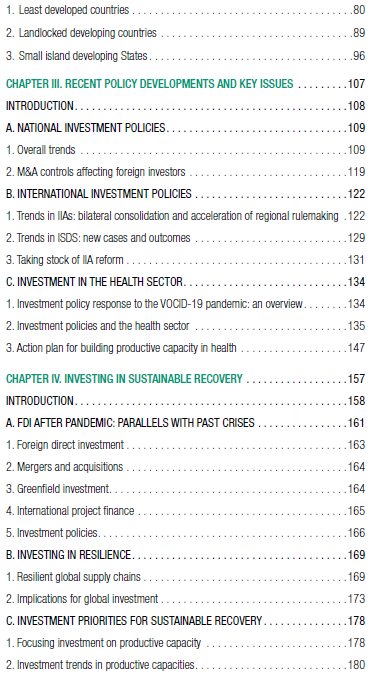 1. Least developed countries . . . . . . . . . . . . . . . . . . . . . . . . . . . . . . . . .80
2. Landlocked developing countries . . . . . . . . . . . . . . . . . . . . . . . . . . .89
3. Small island developing States . . . . . . . . . . . . . . . . . . . . . . . . . . . . .96
CHAPTER III. RECENT POLICY DEVELOPMENTS AND KEY ISSUES . . . . . . . . .107
INTRODUCTION. . . . . . . . . . . . . . . . . . . . . . . . . . . . . . . . . . . . . . . . .108
A. NATIONAL INVESTMENT POLICIES. . . . . . . . . . . . . . . . . . . . . . . . . .109
1. Overall trends . . . . . . . . . . . . . . . . . . . . . . . . . . . . . . . . . . . . . . .109
2. M&A controls affecting foreign investors . . . . . . . . . . . . . . . . . . . . . .119
B. INTERNATIONAL INVESTMENT POLICIES . . . . . . . . . . . . . . . . . . . . . .122
1. Trends in IIAs: bilateral consolidation and acceleration of regional rulemaking .122
2. Trends in ISDS: new cases and outcomes . . . . . . . . . . . . . . . . . . . . .129
3. Taking stock of IIA reform . . . . . . . . . . . . . . . . . . . . . . . . . . . . . . .131
C. INVESTMENT IN THE HEALTH SECTOR. . . . . . . . . . . . . . . . . . . . . . . .134
1. Investment policy response to the VOCID-19 pandemic: an overview. . . . . . .134
2. Investment policies and the health sector . . . . . . . . . . . . . . . . . . . . .135
3. Action plan for building productive capacity in health . . . . . . . . . . . . . . .147
CHAPTER IV. INVESTING IN SUSTAINABLE RECOVERY . . . . . . . . . . . . . . . .157
INTRODUCTION. . . . . . . . . . . . . . . . . . . . . . . . . . . . . . . . . . . . . . . . .158
A. FDI AFTER PANDEMIC: PARALLELS WITH PAST CRISES . . . . . . . . . . . . .161
1. Foreign direct investment . . . . . . . . . . . . . . . . . . . . . . . . . . . . . . . .163
2. Mergers and acquisitions . . . . . . . . . . . . . . . . . . . . . . . . . . . . . . . .164
3. Greenfield investment. . . . . . . . . . . . . . . . . . . . . . . . . . . . . . . . . . .164
4. International project finance . . . . . . . . . . . . . . . . . . . . . . . . . . . . . .165
5. Investment policies. . . . . . . . . . . . . . . . . . . . . . . . . . . . . . . . . . . . .166
B. INVESTING IN RESILIENCE. . . . . . . . . . . . . . . . . . . . . . . . . . . . . . . .169
1. Resilient global supply chains . . . . . . . . . . . . . . . . . . . . . . . . . . . . .169
2. Implications for global investment . . . . . . . . . . . . . . . . . . . . . . . . . .173
C. INVESTMENT PRIORITIES FOR SUSTAINABLE RECOVERY. . . . . . . . . . . . .178
1. Focusing investment on productive capacity . . . . . . . . . . . . . . . . . . . .178
2. Investment trends in productive capacities. . . . . . . . . . . . . . . . . . . . . .180